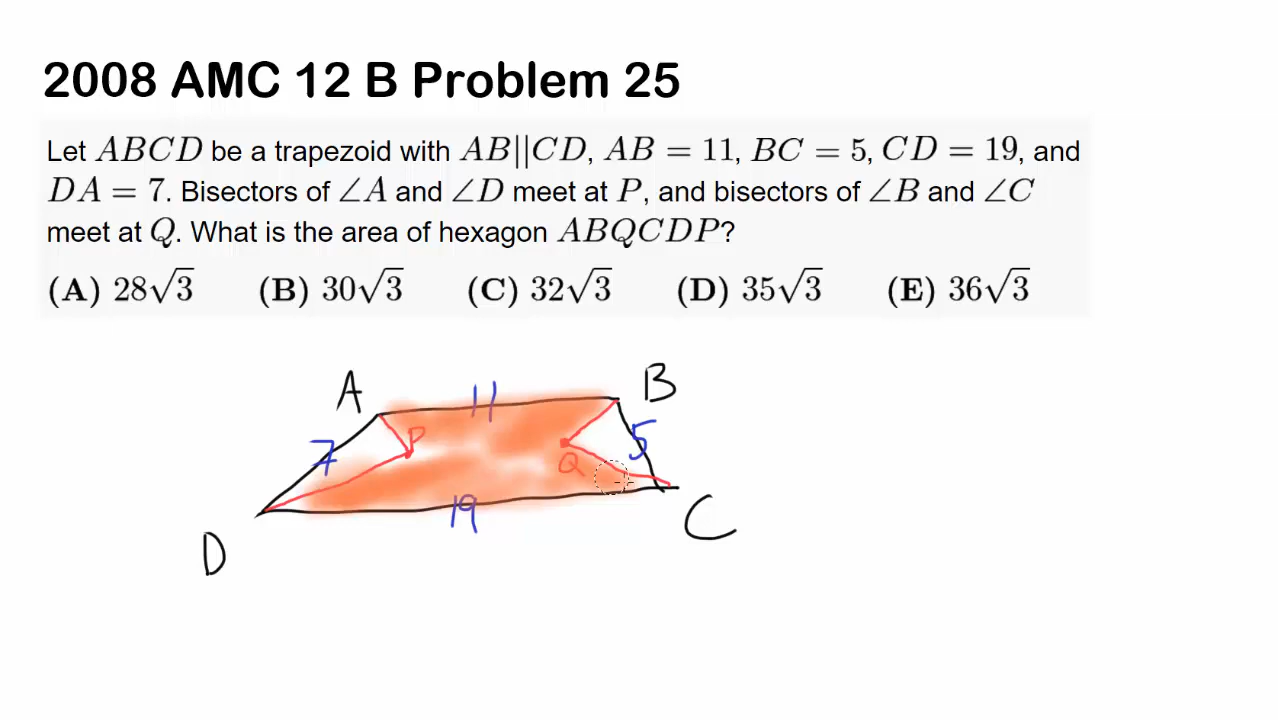 2008 AMC 12 B Problem 25
Let ABCD be a trapezoid with AB||CD, AB = 11, BC = 5, CD = 19, and
DA = 7. Bisectors of ∠A and ∠D meet at P, and bisectors of ∠B and ∠C
meet at Q. What is the area of hexagon ABQCDP?
(A) 28√3 (B) 30√3 (C) 32√3 (D) 35√3 (E) 36√3
A 11 B
7 P Q 5
19
D C